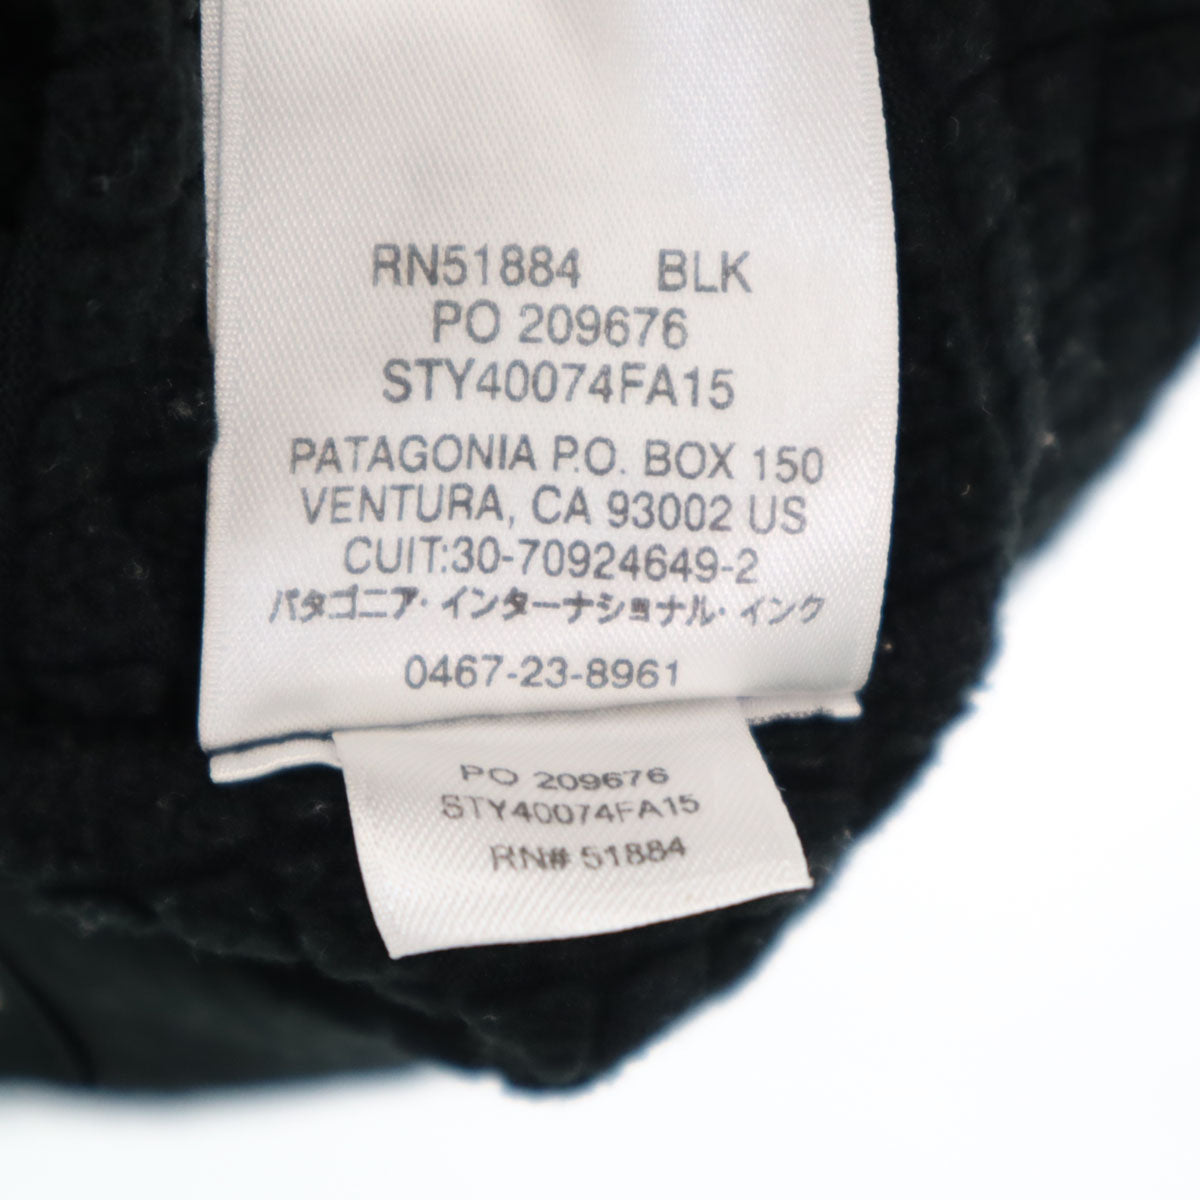 RN51884 BLK
PO 209676
STY40074FA15
PATAGONIA P.O. BOX 150
VENTURA, CA 93002 US
CUIT:30-70924649-2
パタゴニア・インターナショナル・インク
0467-23-8961
PO 209676
STY40074FA15
RN# 51884